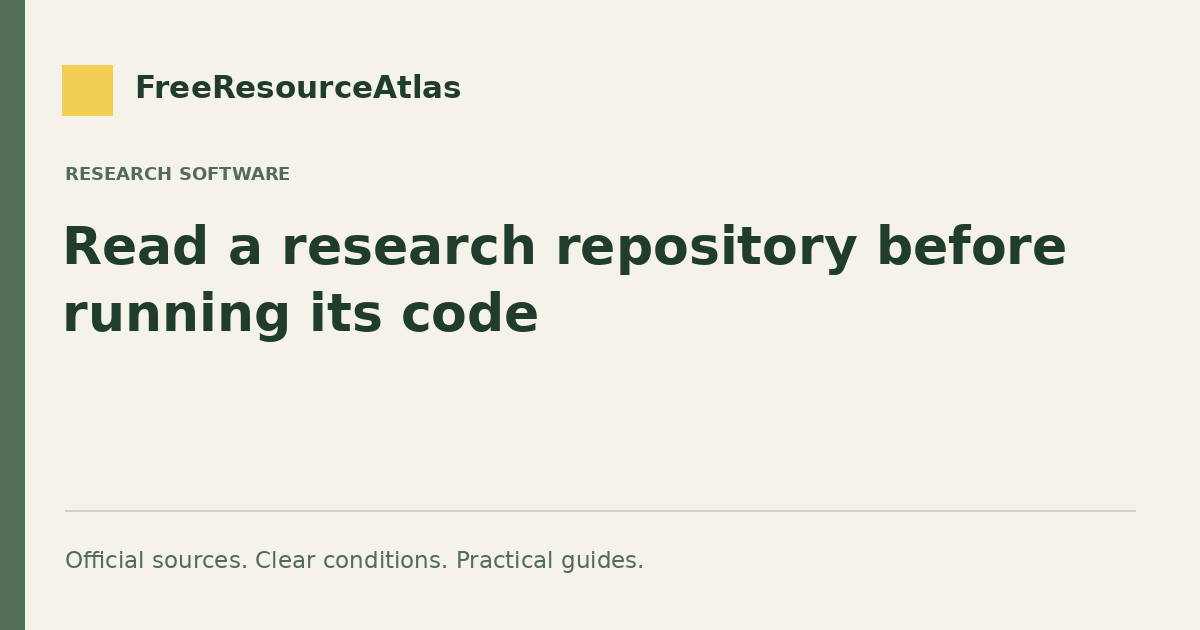 FreeResourceAtlas
RESEARCH SOFTWARE
Read a research repository before
running its code
Official sources. Clear conditions. Practical guides.